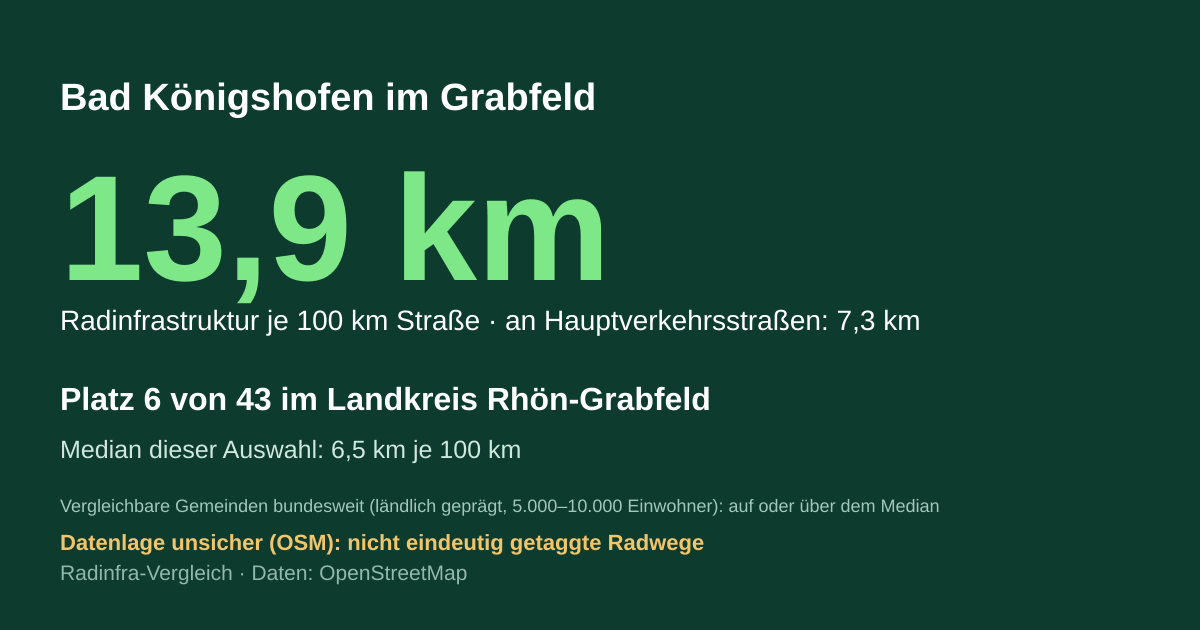 Bad Königshofen im Grabfeld
13,9 km
Radinfrastruktur je 100 km Straße · an Hauptverkehrsstraßen: 7,3 km
Platz 6 von 43 im Landkreis Rhön-Grabfeld
Median dieser Auswahl: 6,5 km je 100 km
Vergleichbare Gemeinden bundesweit (ländlich geprägt, 5.000–10.000 Einwohner): auf oder über dem Median
Datenlage unsicher (OSM): nicht eindeutig getaggte Radwege
Radinfra-Vergleich · Daten: OpenStreetMap